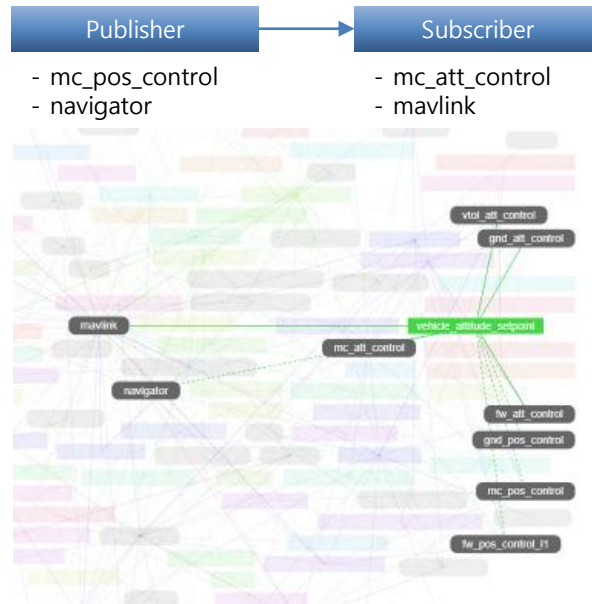 Publisher
Subscriber
- mc_pos_control
- navigator
- mc_att_control
- mavlink
vtol_att_control
gnd_att_control
mavlink
vehicle_attitude_setpoint
mc_att_control
navigator
fw_att_control
gnd_pos_control
mc_pos_control
fw_pos_control_l1